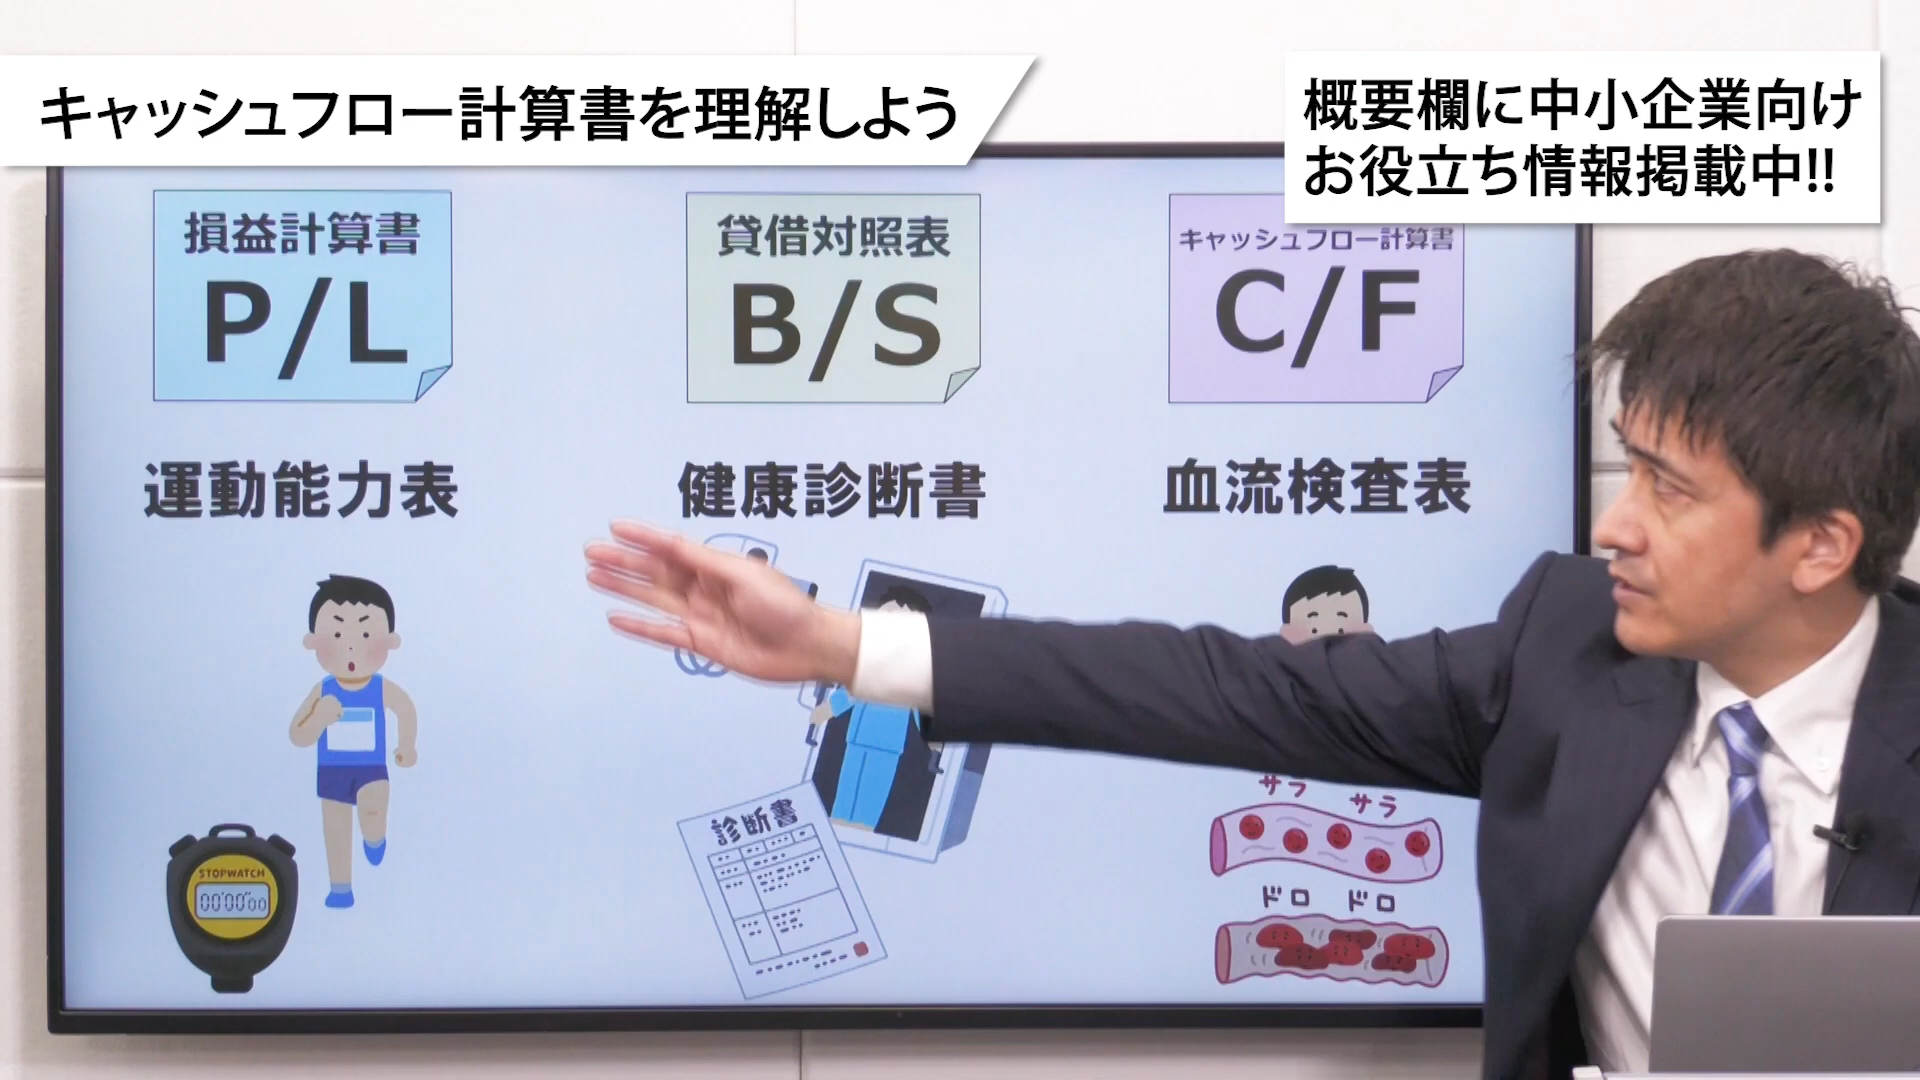 キャッシュフロー計算書を理解しよう
概要欄に中小企業向け
お役立ち情報掲載中!!
損益計算書
P/L
貸借対照表
B/S
キャッシュフロー計算書
C/F
運動能力表
健康診断書
血流検査表
サラ サラ
診断書
STOPWATCH
00'00"00
ドロ ドロ